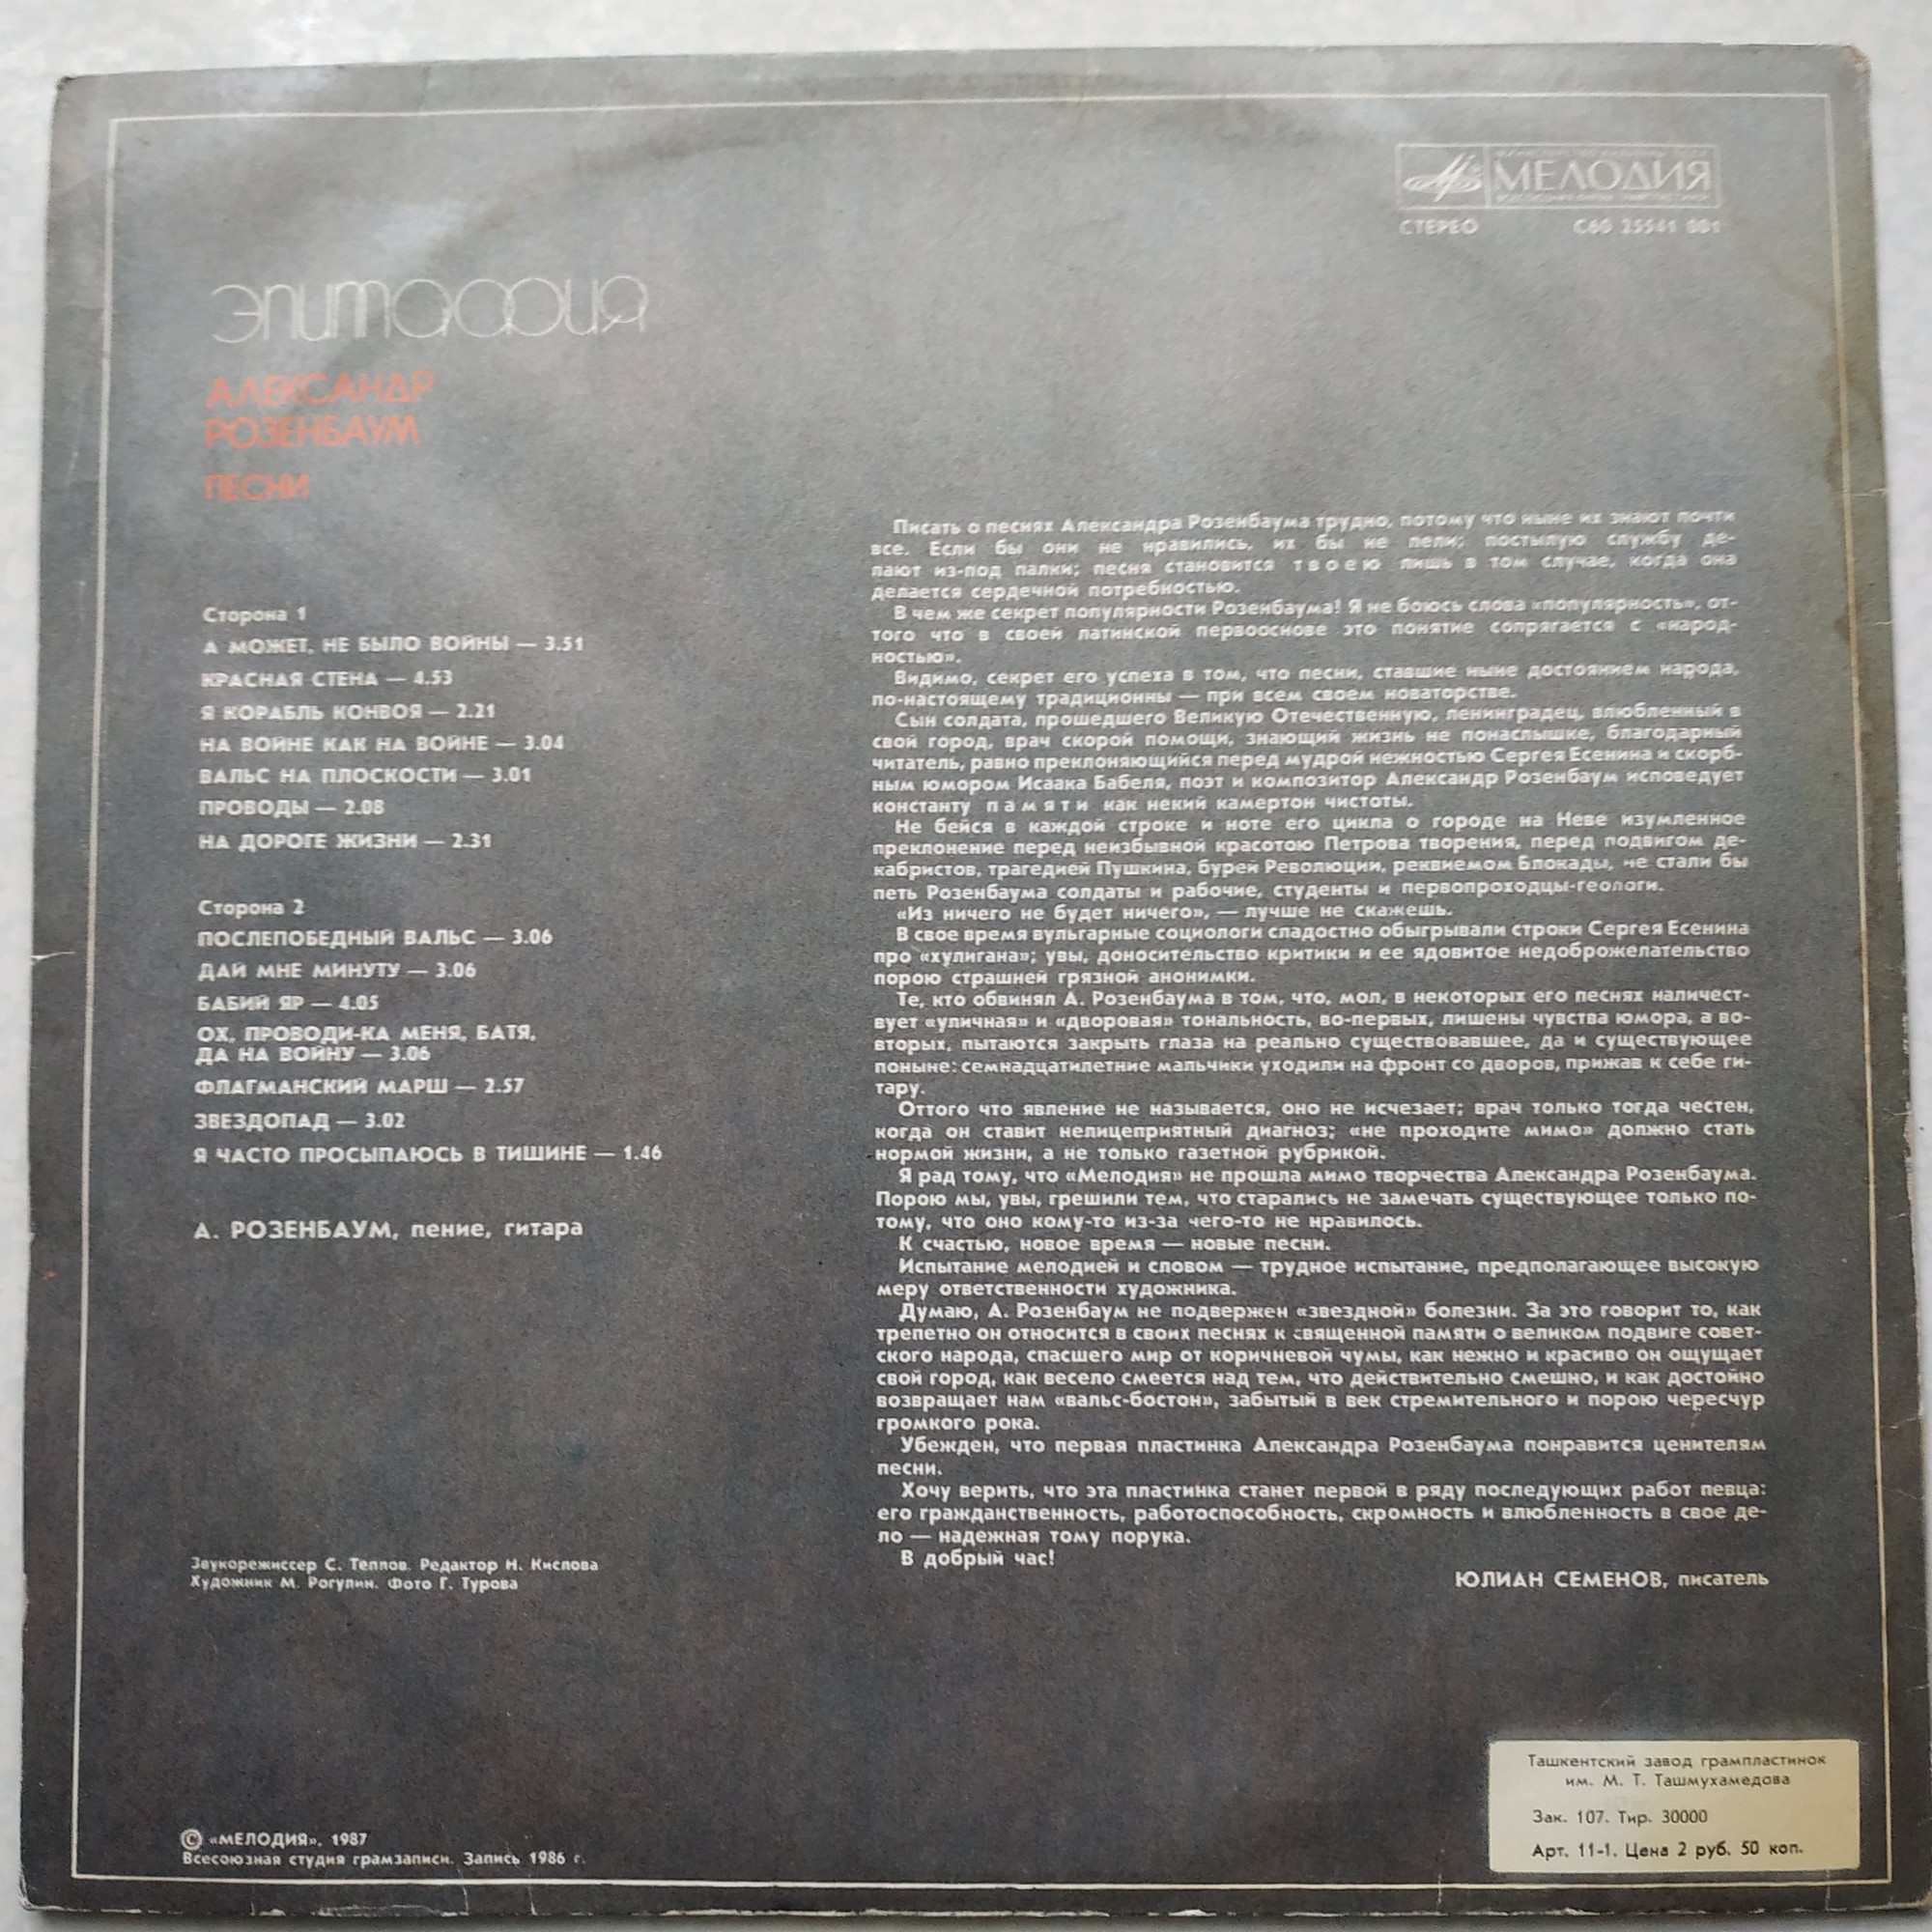 МЕЛОДИЯ
СТЕРЕО С60 25541 001
эпитафия
АЛЕКСАНДР
РОЗЕНБАУМ
ПЕСНИ
Сторона 1
А МОЖЕТ, НЕ БЫЛО ВОЙНЫ — 3.51
КРАСНАЯ СТЕНА — 4.53
Я КОРАБЛЬ КОНВОЯ — 2.21
НА ВОЙНЕ КАК НА ВОЙНЕ — 3.04
ВАЛЬС НА ПЛОСКОСТИ — 3.01
ПРОВОДЫ — 2.08
НА ДОРОГЕ ЖИЗНИ — 2.31
Сторона 2
ПОСЛЕПОБЕДНЫЙ ВАЛЬС — 3.06
ДАЙ МНЕ МИНУТУ — 3.06
БАБИЙ ЯР — 4.05
ОХ, ПРОВОДИ-КА МЕНЯ, БАТЯ,
ДА НА ВОЙНУ — 3.06
ФЛАГМАНСКИЙ МАРШ — 2.57
ЗВЕЗДОПАД — 3.02
Я ЧАСТО ПРОСЫПАЮСЬ В ТИШИНЕ — 1.46
А. РОЗЕНБАУМ, пение, гитара
Звукорежиссер С. Теплов. Редактор Н. Кислова
Художник М. Рогулин. Фото Г. Турова
© «МЕЛОДИЯ», 1987
Всесоюзная студия грамзаписи. Запись 1986 г.
Писать о песнях Александра Розенбаума трудно, потому что ныне их знают почти
все. Если бы они не нравились, их бы не пели; постылую службу де-
лают из-под палки; песня становится твоею лишь в том случае, когда она
делается сердечной потребностью.
В чем же секрет популярности Розенбаума! Я не боюсь слова «популярность», от-
того что в своей латинской первооснове это понятие сопрягается с «народ-
ностью».
Видимо, секрет его успеха в том, что песни, ставшие ныне достоянием народа,
по-настоящему традиционны — при всем своем новаторстве.
Сын солдата, прошедшего Великую Отечественную, ленинградец, влюбленный в
свой город, врач скорой помощи, знающий жизнь не понаслышке, благодарный
читатель, равно преклоняющийся перед мудрой нежностью Сергея Есенина и скорб-
ным юмором Исаака Бабеля, поэт и композитор Александр Розенбаум исповедует
константу памяти как некий камертон чистоты.
Не бейся в каждой строке и ноте его цикла о городе на Неве изумленное
преклонение перед неизбывной красотою Петрова творения, перед подвигом де-
кабристов, трагедией Пушкина, бурей Революции, реквиемом Блокады, не стали бы
петь Розенбаума солдаты и рабочие, студенты и первопроходцы-геологи.
«Из ничего не будет ничего», — лучше не скажешь.
В свое время вульгарные социологи сладостно обыгрывали строки Сергея Есенина
про «хулигана»; увы, доносительство критики и ее ядовитое недоброжелательство
порою страшней грязной анонимки.
Те, кто обвинял А. Розенбаума в том, что, мол, в некоторых его песнях наличест-
вует «уличная» и «дворовая» тональность, во-первых, лишены чувства юмора, а во-
вторых, пытаются закрыть глаза на реально существовавшее, да и существующее
поныне: семнадцатилетние мальчики уходили на фронт со дворов, прижав к себе ги-
тару.
Оттого что явление не называется, оно не исчезает; врач только тогда честен,
когда он ставит нелицеприятный диагноз; «не проходите мимо» должно стать
нормой жизни, а не только газетной рубрикой.
Я рад тому, что «Мелодия» не прошла мимо творчества Александра Розенбаума.
Порою мы, увы, грешили тем, что старались не замечать существующее только по-
тому, что оно кому-то из-за чего-то не нравилось.
К счастью, новое время — новые песни.
Испытание мелодией и словом — трудное испытание, предполагающее высокую
меру ответственности художника.
Думаю, А. Розенбаум не подвержен «звездной» болезни. За это говорит то, как
трепетно он относится в своих песнях к священной памяти о великом подвиге совет-
ского народа, спасшего мир от коричневой чумы, как нежно и красиво он ощущает
свой город, как весело смеется над тем, что действительно смешно, и как достойно
возвращает нам «вальс-бостон», забытый в век стремительного и порою чересчур
громкого рока.
Убежден, что первая пластинка Александра Розенбаума понравится ценителям
песни.
Хочу верить, что эта пластинка станет первой в ряду последующих работ певца:
его гражданственность, работоспособность, скромность и влюбленность в свое де-
ло — надежная тому порука.
В добрый час!
ЮЛИАН СЕМЕНОВ, писатель
Ташкентский завод грампластинок
им. М. Т. Ташмухамедова
Зак. 107. Тир. 30000
Арт. 11-1. Цена 2 руб. 50 коп.